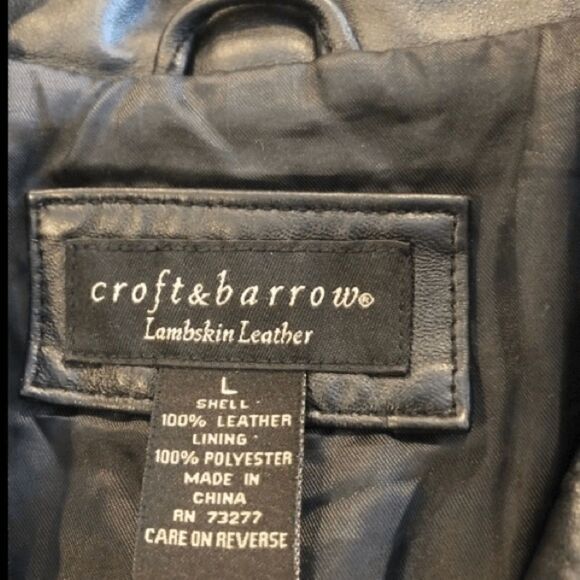 croft&barrow®
Lambskin Leather
L
SHELL
100% LEATHER
LINING
100% POLYESTER
MADE IN
CHINA
RN 73277
CARE ON REVERSE